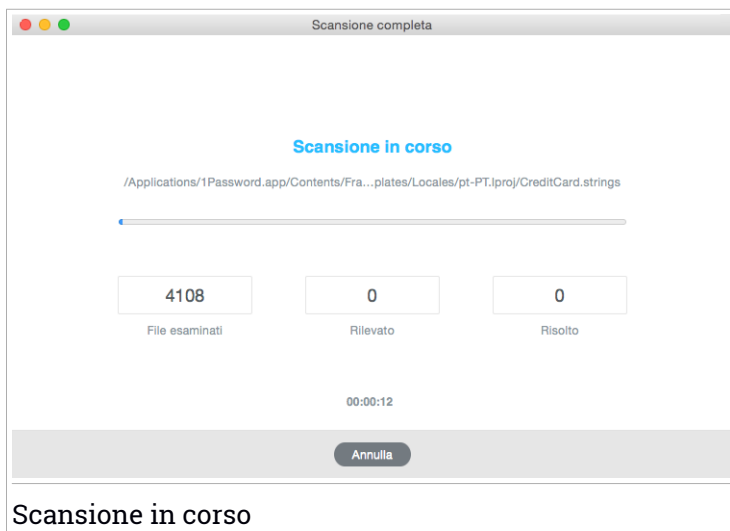 Scansione completa
Scansione in corso
/Applications/1Password.app/Contents/Fra...plates/Locales/pt-PT.lproj/CreditCard.strings
4108 0 0
File esaminati Rilevato Risolto
00:00:12
Annulla
Scansione in corso